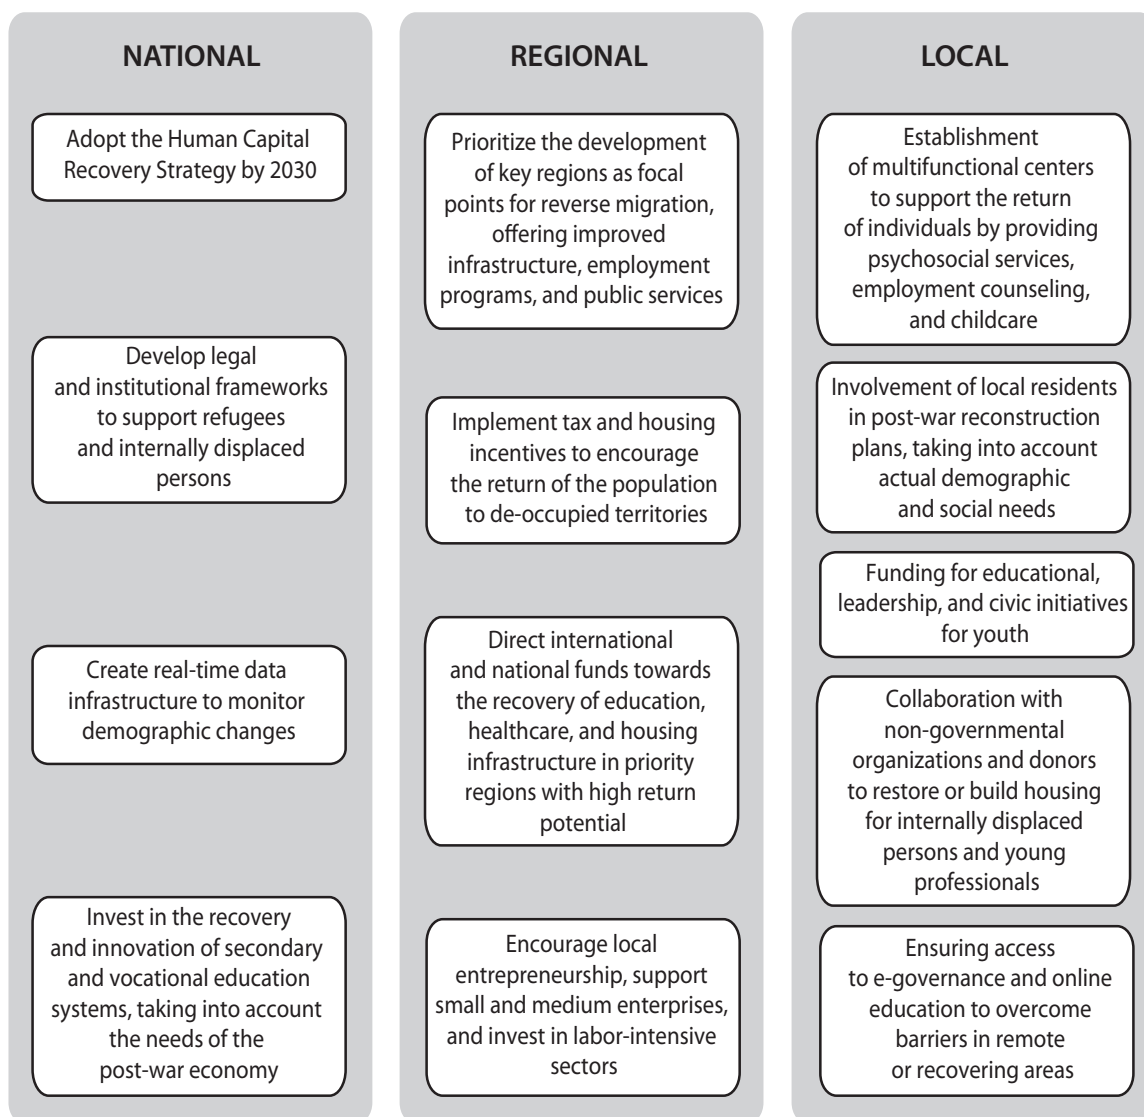 NATIONAL
Adopt the Human Capital
Recovery Strategy by 2030
Develop legal
and institutional frameworks
to support refugees
and internally displaced
persons
Create real-time data
infrastructure to monitor
demographic changes
Invest in the recovery
and innovation of secondary
and vocational education
systems, taking into account
the needs of the
post-war economy
REGIONAL
Prioritize the development
of key regions as focal
points for reverse migration,
offering improved
infrastructure, employment
programs, and public services
Implement tax and housing
incentives to encourage
the return of the population
to de-occupied territories
Direct international
and national funds towards
the recovery of education,
healthcare, and housing
infrastructure in priority
regions with high return
potential
Encourage local
entrepreneurship, support
small and medium enterprises,
and invest in labor-intensive
sectors
LOCAL
Establishment
of multifunctional centers
to support the return
of individuals by providing
psychosocial services,
employment counseling,
and childcare
Involvement of local residents
in post-war reconstruction
plans, taking into account
actual demographic
and social needs
Funding for educational,
leadership, and civic initiatives
for youth
Collaboration with
non-governmental
organizations and donors
to restore or build housing
for internally displaced
persons and young
professionals
Ensuring access
to e-governance and online
education to overcome
barriers in remote
or recovering areas